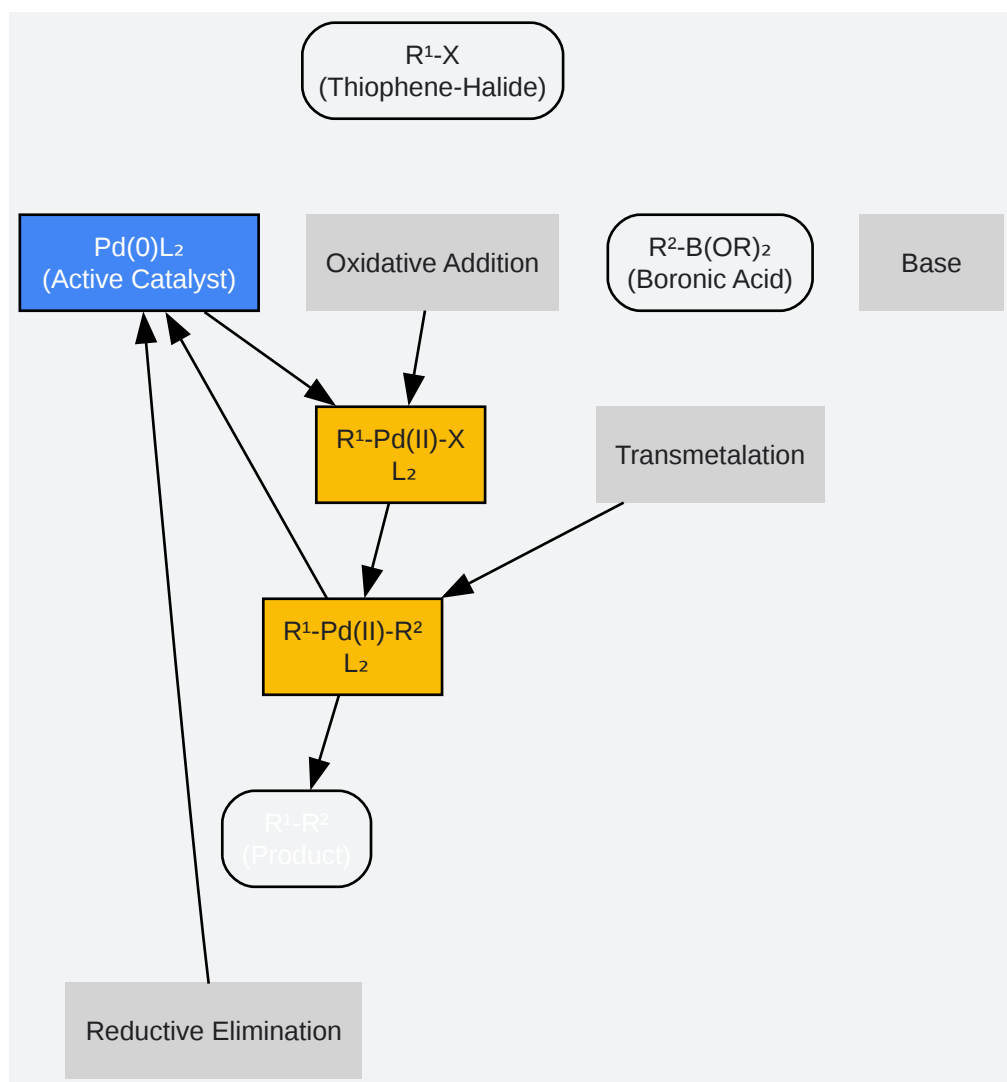 R¹-X
(Thiophene-Halide)
Pd(0)L₂
(Active Catalyst)
Oxidative Addition
R²-B(OR)₂
(Boronic Acid)
Base
R¹-Pd(II)-X
L₂
Transmetalation
R¹-Pd(II)-R²
L₂
R¹-R²
(Product)
Reductive Elimination